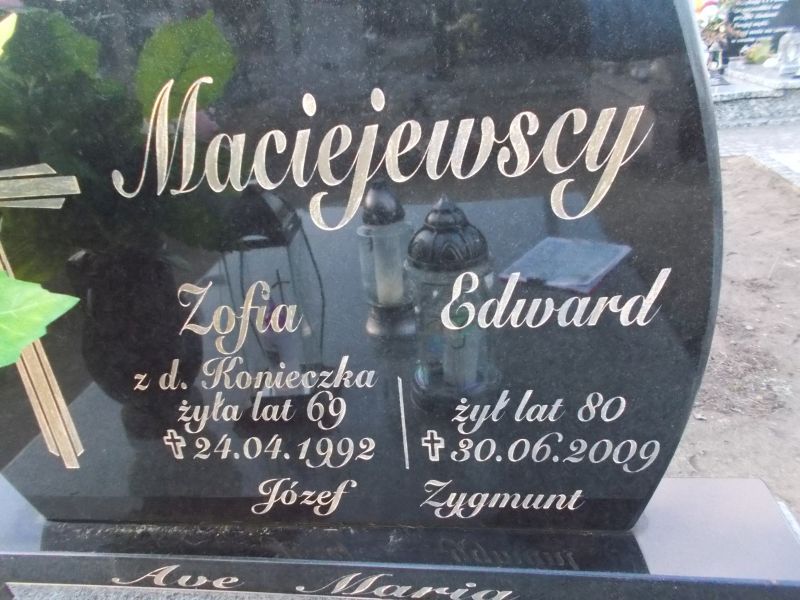 Maciejewscy
Zofia
z d. Konieczka
żyła lat 69
✝24.04.1992
Edward
żył lat 80
✝30.06.2009
Józef Zygmunt
Ave Maria